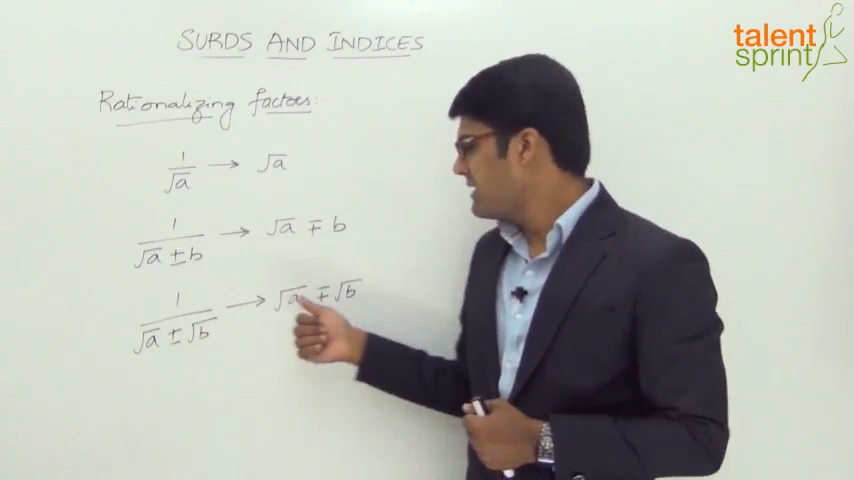 SURDS AND INDICES
talent
sprint
Rationalizing factors:
1/√a → √a
1/(√a ± b) → √a ∓ b
1/(√a ± √b) → √a ∓ √b